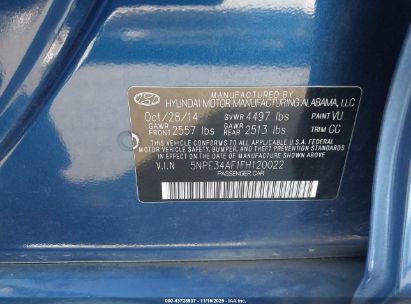 MANUFACTURED BY
HYUNDAI MOTOR MANUFACTURING ALABAMA, LLC
Oct/28/14 GVWR 4497 lbs PAINT VU
GAWR FRONT 2557 lbs GAWR REAR 2513 lbs TRIM GC
THIS VEHICLE CONFORMS TO ALL APPLICABLE U.S. FEDERAL
MOTOR VEHICLE SAFETY, BUMPER, AND THEFT PREVENTION
STANDARDS IN EFFECT ON THE DATE OF MANUFACTURE SHOWN ABOVE.
V.I.N 5NPE34AF1FH120022
PASSENGER CAR